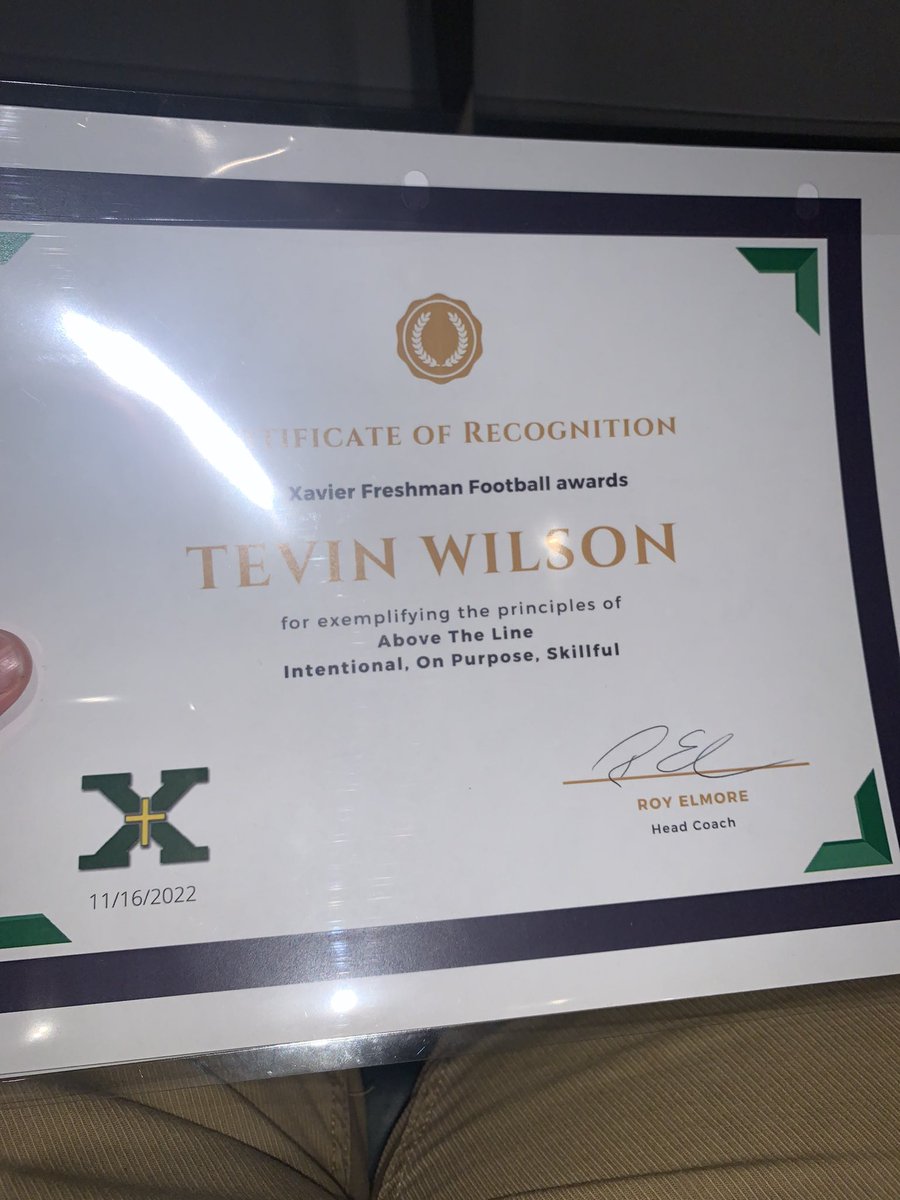 CERTIFICATE OF RECOGNITION
Xavier Freshman Football awards
TEVIN WILSON
for exemplifying the principles of
Above The Line
Intentional, On Purpose, Skillful
ROY ELMORE
Head Coach
X
11/16/2022